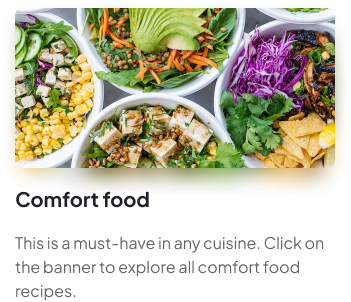 Comfort food
This is a must-have in any cuisine. Click on
the banner to explore all comfort food
recipes.